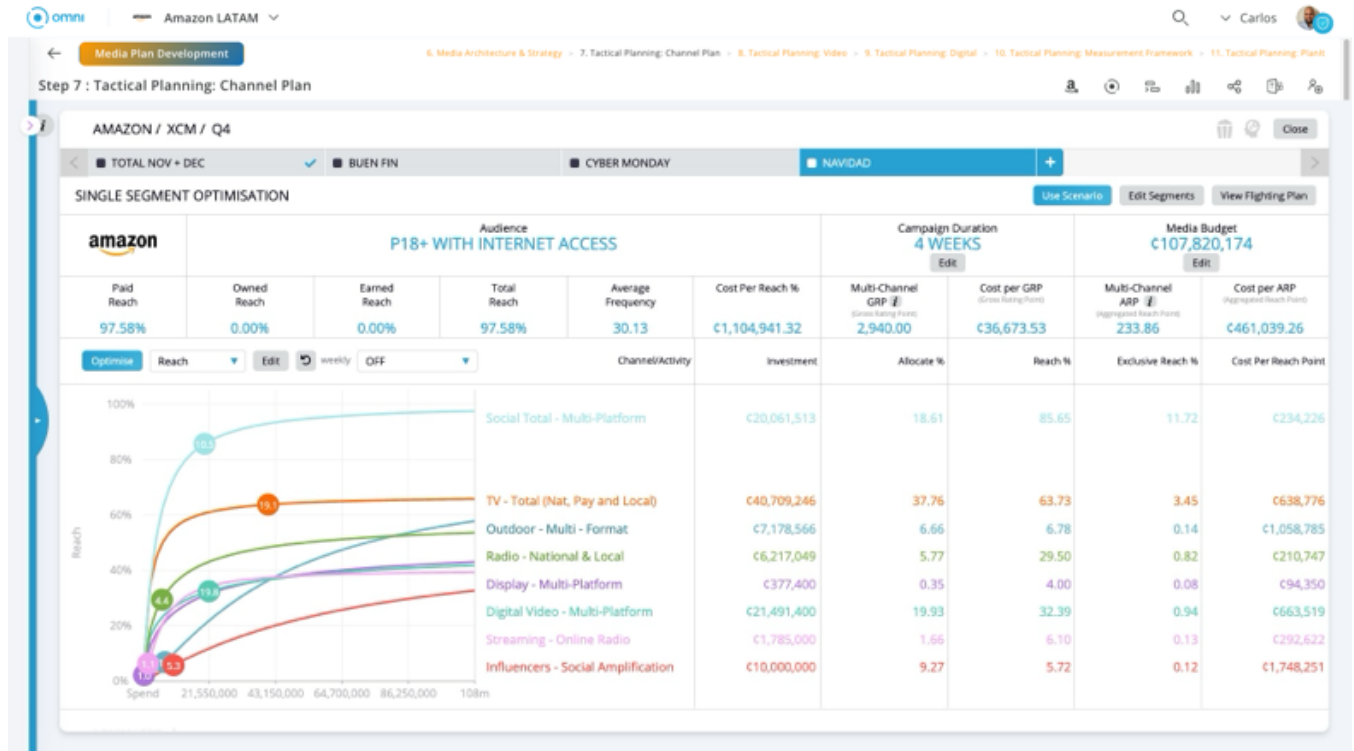 omni
Amazon LATAM
Carlos
Media Plan Development
6. Media Architecture & Strategy > 7. Tactical Planning: Channel Plan > 8. Tactical Planning: Video > 9. Tactical Planning: Digital > 10. Tactical Planning: Measurement Framework > 11. Tactical Planning:
Step 7 : Tactical Planning: Channel Plan
AMAZON / XCM / Q4
Close
TOTAL NOV + DEC
BUEN FIN
CYBER MONDAY
NAVIDAD
+
SINGLE SEGMENT OPTIMISATION
Use Scenario
Edit Segments
View Flighting Plan
amazon
Audience
P18+ WITH INTERNET ACCESS
Campaign Duration
4 WEEKS
Edit
Media Budget
₵107,820,174
Edit
Paid Reach
97.58%
Owned Reach
0.00%
Earned Reach
0.00%
Total Reach
97.58%
Average Frequency
30.13
Cost Per Reach %
₵1,104,941.32
Multi-Channel GRP i
(Gross Rating Point)
2,940.00
Cost per GRP
(Gross Rating Point)
₵36,673.53
Multi-Channel ARP i
(Aggregated Reach Point)
233.86
Cost per ARP
(Aggregated Reach Point)
₵461,039.26
Optimise Reach Edit weekly OFF
Channel/Activity Investment Allocate % Reach % Exclusive Reach % Cost Per Reach Point
Social Total - Multi-Platform ₵20,061,513 18.61 85.65 11.72 ₵234,226
TV - Total (Nat, Pay and Local) ₵40,709,246 37.76 63.73 3.45 ₵638,776
Outdoor - Multi - Format ₵7,178,566 6.66 6.78 0.14 ₵1,058,785
Radio - National & Local ₵6,217,049 5.77 29.50 0.82 ₵210,747
Display - Multi-Platform ₵377,400 0.35 4.00 0.08 ₵94,350
Digital Video - Multi-Platform ₵21,491,400 19.93 32.39 0.94 ₵663,519
Streaming - Online Radio ₵1,785,000 1.66 6.10 0.13 ₵292,622
Influencers - Social Amplification ₵10,000,000 9.27 5.72 0.12 ₵1,748,251
Reach
100%
80%
60%
40%
20%
0%
10.5
19.1
4.4
19.8
1.1
1.0
5.3
Spend 21,550,000 43,150,000 64,700,000 86,250,000 108m